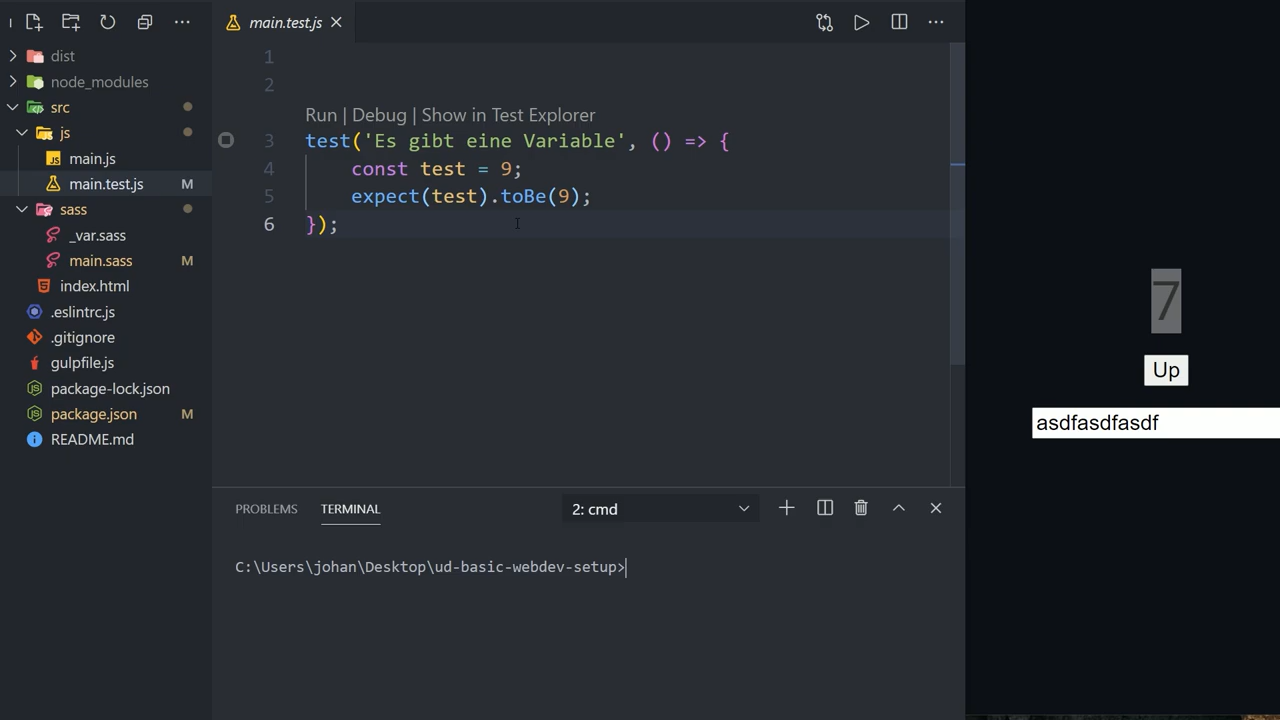 main.test.js
dist
node_modules
src
js
main.js
main.test.js M
sass
_var.sass
main.sass M
index.html
.eslintrc.js
.gitignore
gulpfile.js
package-lock.json
package.json M
README.md
1
2
Run | Debug | Show in Test Explorer
3 test('Es gibt eine Variable', () => {
4 const test = 9;
5 expect(test).toBe(9);
6 });
PROBLEMS TERMINAL 2: cmd
C:\Users\johan\Desktop\ud-basic-webdev-setup>
7
Up
asdfasdfasdf